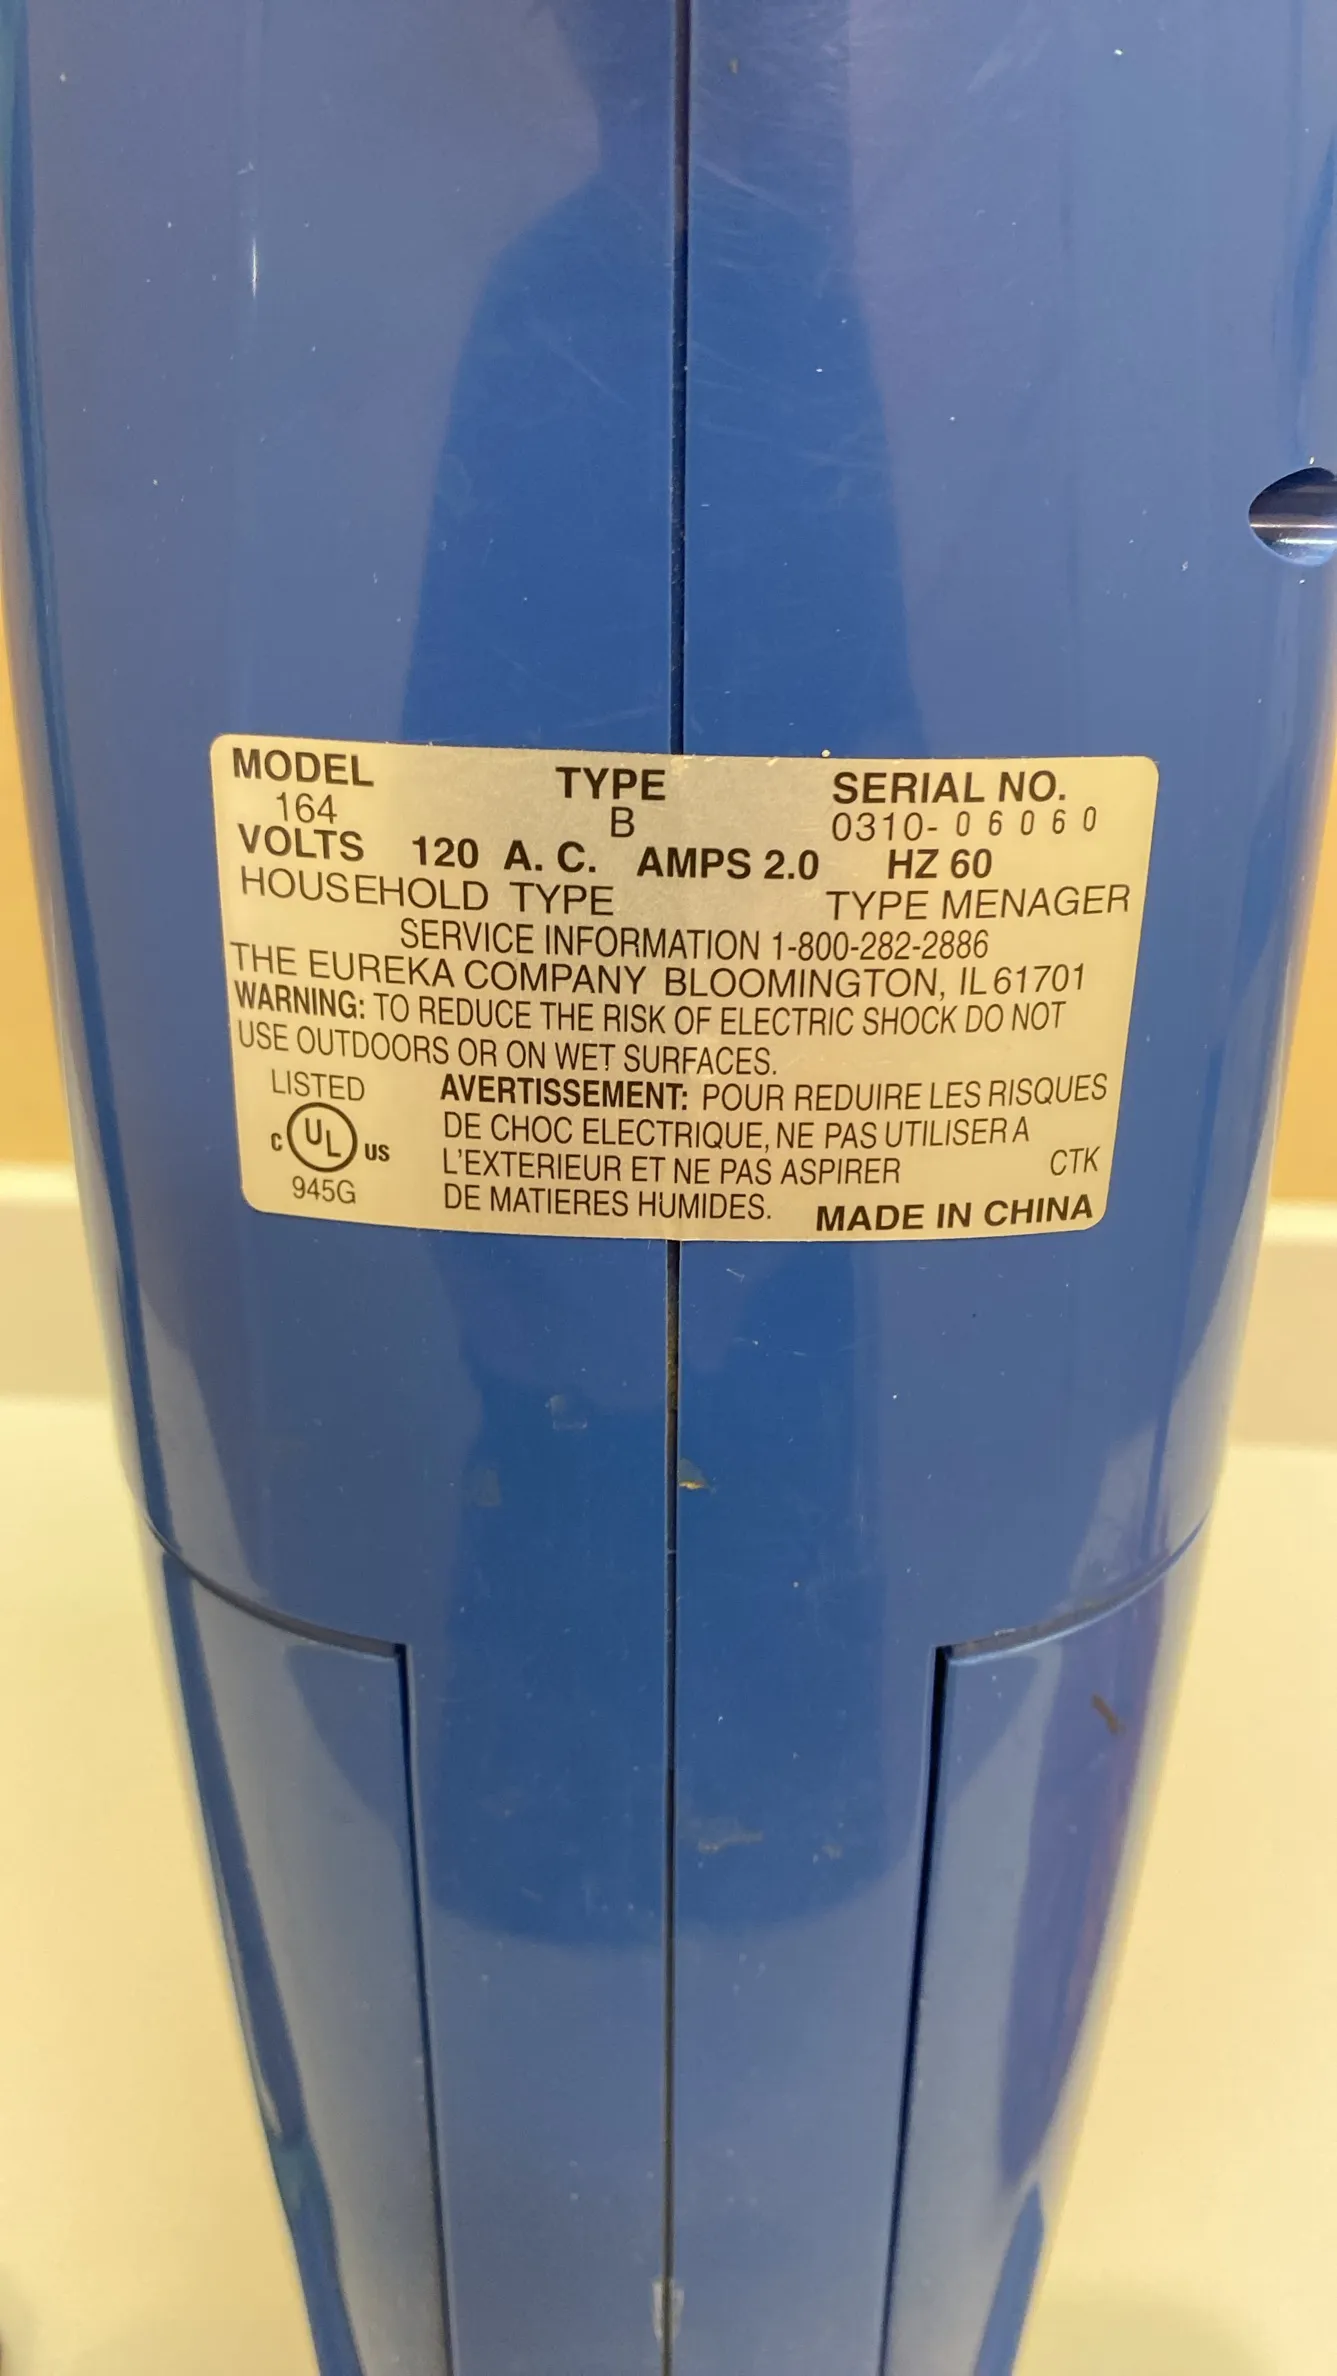 MODEL TYPE SERIAL NO.
164 B 0310-06060
VOLTS 120 A. C. AMPS 2.0 HZ 60
HOUSEHOLD TYPE TYPE MENAGER
SERVICE INFORMATION 1-800-282-2886
THE EUREKA COMPANY BLOOMINGTON, IL 61701
WARNING: TO REDUCE THE RISK OF ELECTRIC SHOCK DO NOT
USE OUTDOORS OR ON WET SURFACES.
LISTED
C UL US
945G
AVERTISSEMENT: POUR REDUIRE LES RISQUES
DE CHOC ELECTRIQUE, NE PAS UTILISER A
L'EXTERIEUR ET NE PAS ASPIRER
DE MATIERES HUMIDES.
CTK
MADE IN CHINA